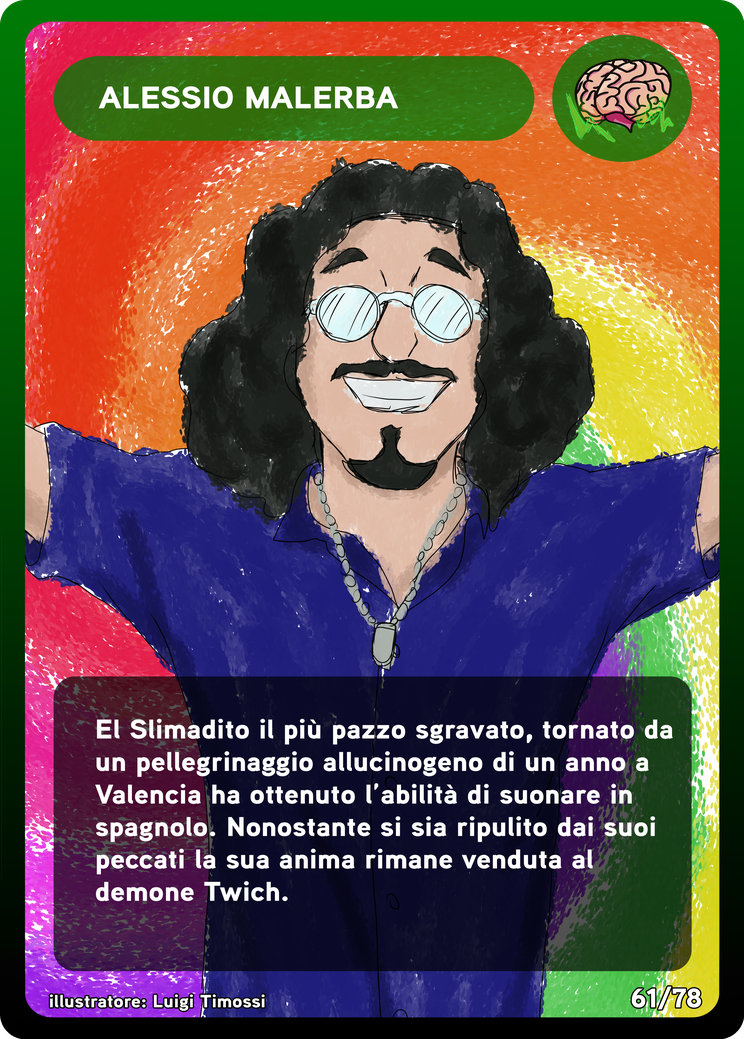 ALESSIO MALERBA
El Slimadito il più pazzo sgravato, tornato da
un pellegrinaggio allucinogeno di un anno a
Valencia ha ottenuto l'abilità di suonare in
spagnolo. Nonostante si sia ripulito dai suoi
peccati la sua anima rimane venduta al
demone Twich.
illustratore: Luigi Timossi
61/78